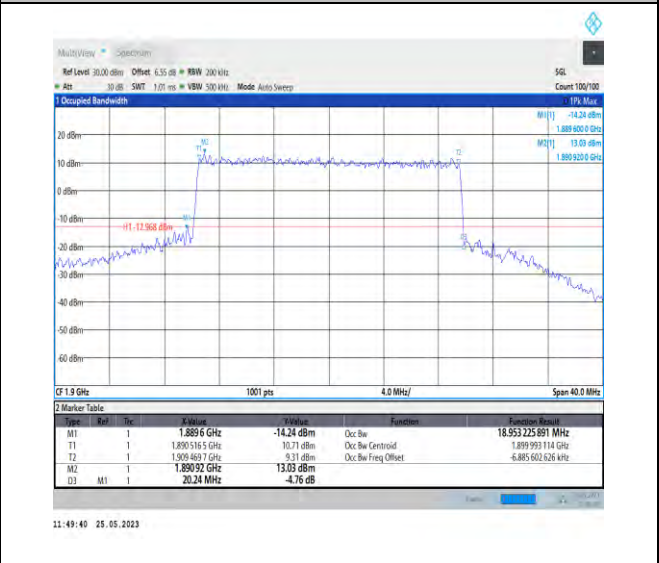 MultiView Spectrum
Ref Level 30.00 dBm Offset 6.55 dB RBW 200 kHz SGL
Att 30 dB SWT 1.01 ms VBW 500 kHz Mode Auto Sweep Count 100/100
1 Occupied Bandwidth 1Pk Max
M1[1] -14.24 dBm
1.889 600 0 GHz
M2[1] 13.03 dBm
1.890 920 0 GHz
20 dBm
M2
T1
T2
10 dBm
0 dBm
-10 dBm
H1 -12.968 dBm
M1
D3
-20 dBm
-30 dBm
-40 dBm
-50 dBm
-60 dBm
CF 1.9 GHz 1001 pts 4.0 MHz/ Span 40.0 MHz
2 Marker Table
Type Ref Trc X-Value Y-Value Function Function Result
M1 1 1.889 6 GHz -14.24 dBm Occ Bw 18.953 225 891 MHz
T1 1 1.890 516 5 GHz 10.71 dBm Occ Bw Centroid 1.899 993 114 GHz
T2 1 1.909 469 7 GHz 9.31 dBm Occ Bw Freq Offset -6.885 602 626 kHz
M2 1 1.890 92 GHz 13.03 dBm
D3 M1 1 20.24 MHz -4.76 dB
11:49:40 25.05.2023